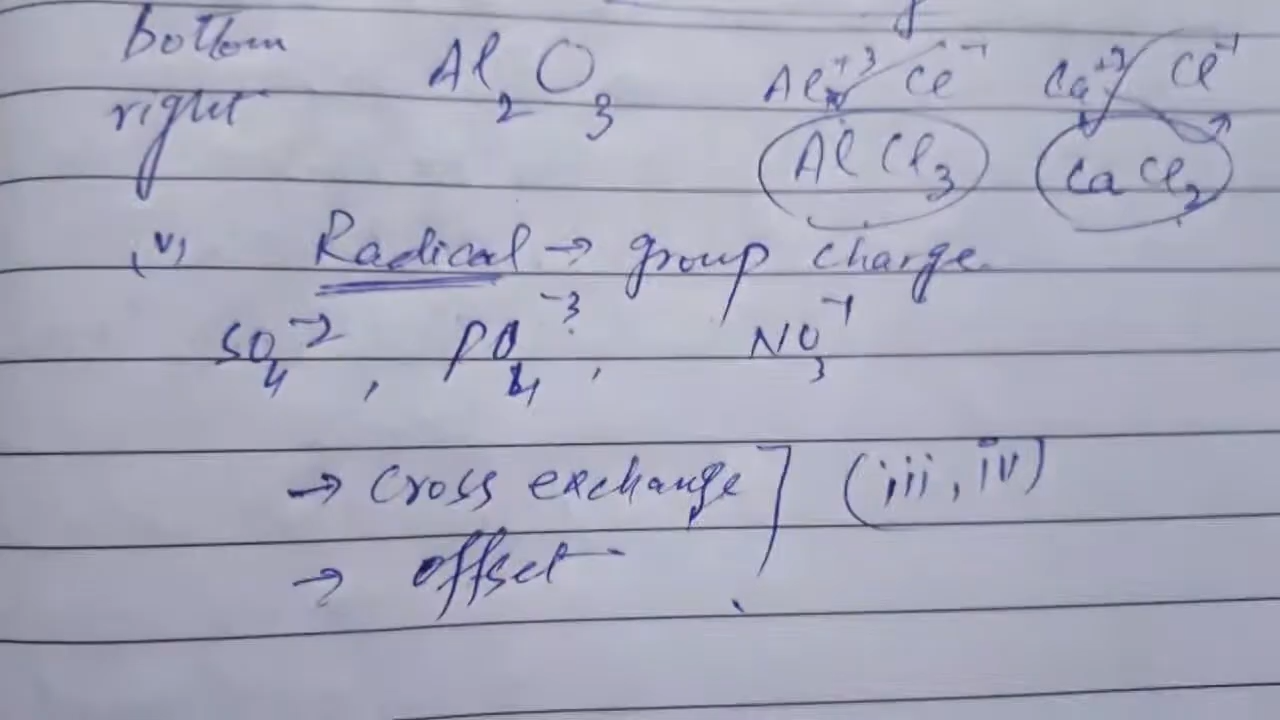 bottom Al₂O₃ Al⁺³ Cl⁻¹ Ca⁺² Cl⁻¹
right AlCl₃ CaCl₂
(v) Radical → group charge
SO₄⁻², PO₄⁻³, NO₃⁻¹
→ Cross exchange ] (iii, iv)
→ offset